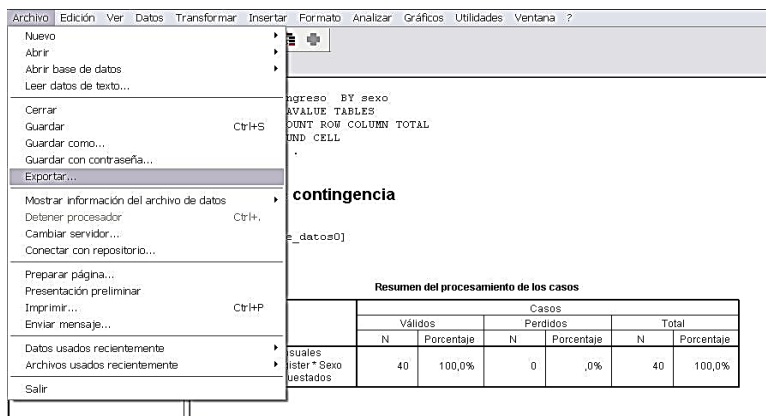 Archivo Edición Ver Datos Transformar Insertar Formato Analizar Gráficos Utilidades Ventana ?
Nuevo
Abrir
Abrir base de datos
Leer datos de texto...
Cerrar
Guardar Ctrl+S
Guardar como...
Guardar con contraseña...
Exportar...
Mostrar información del archivo de datos
Detener procesador Ctrl+.
Cambiar servidor...
Conectar con repositorio...
Preparar página...
Presentación preliminar
Imprimir... Ctrl+P
Enviar mensaje...
Datos usados recientemente
Archivos usados recientemente
Salir
ngreso BY sexo
AVALUE TABLES
OUNT ROW COLUMN TOTAL
UND CELL
.
contingencia
e_datos0]
Resumen del procesamiento de los casos
Casos
Válidos Perdidos Total
N Porcentaje N Porcentaje N Porcentaje
suales
ister * Sexo
uestados
40 100,0% 0 ,0% 40 100,0%